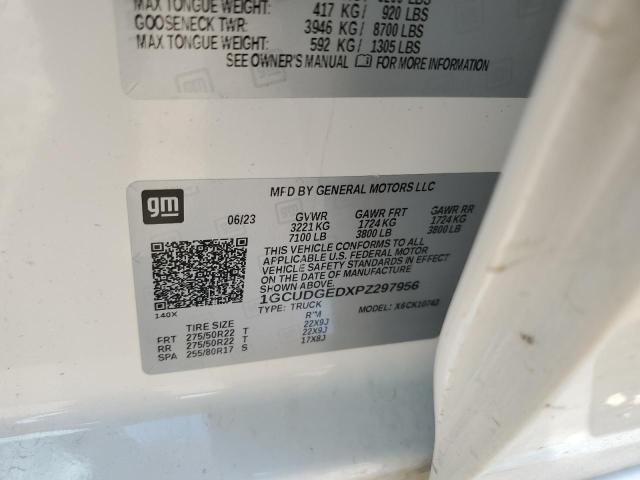 MAX TONGUE WEIGHT: 417 KG / 920 LBS
GOOSENECK TWR: 3946 KG / 8700 LBS
MAX TONGUE WEIGHT: 592 KG / 1305 LBS
SEE OWNER'S MANUAL FOR MORE INFORMATION
gm
MFD BY GENERAL MOTORS LLC
06/23 GVWR GAWR FRT GAWR RR
3221 KG 1724 KG 1724 KG
7100 LB 3800 LB 3800 LB
THIS VEHICLE CONFORMS TO ALL
APPLICABLE U.S. FEDERAL MOTOR
VEHICLE SAFETY STANDARDS IN
EFFECT ON THE DATE OF
MANUFACTURE SHOWN ABOVE.
1GCUDGEDXPZ297956
140X
TYPE: TRUCK MODEL: X6CK10743
TIRE SIZE RIM
FRT 275/50R22 T 22X9J
RR 275/50R22 T 22X9J
SPA 255/80R17 S 17X8J